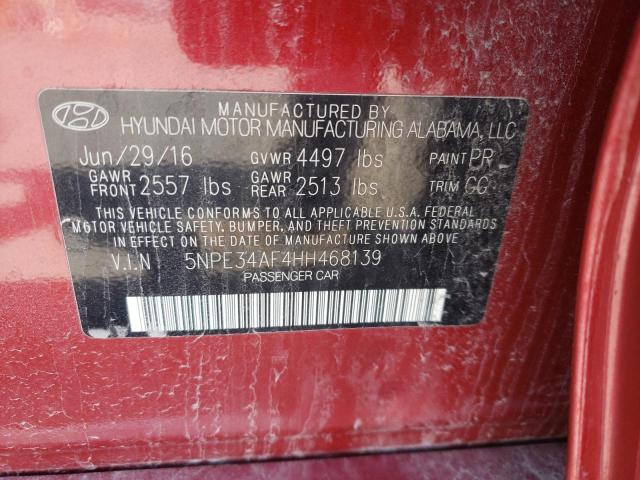 MANUFACTURED BY
HYUNDAI MOTOR MANUFACTURING ALABAMA, LLC
Jun/29/16 GVWR 4497 lbs PAINT PR
GAWR FRONT 2557 lbs GAWR REAR 2513 lbs TRIM GG
THIS VEHICLE CONFORMS TO ALL APPLICABLE U.S.A. FEDERAL
MOTOR VEHICLE SAFETY, BUMPER, AND THEFT PREVENTION STANDARDS
IN EFFECT ON THE DATE OF MANUFACTURE SHOWN ABOVE.
V.I.N 5NPE34AF4HH468139
PASSENGER CAR